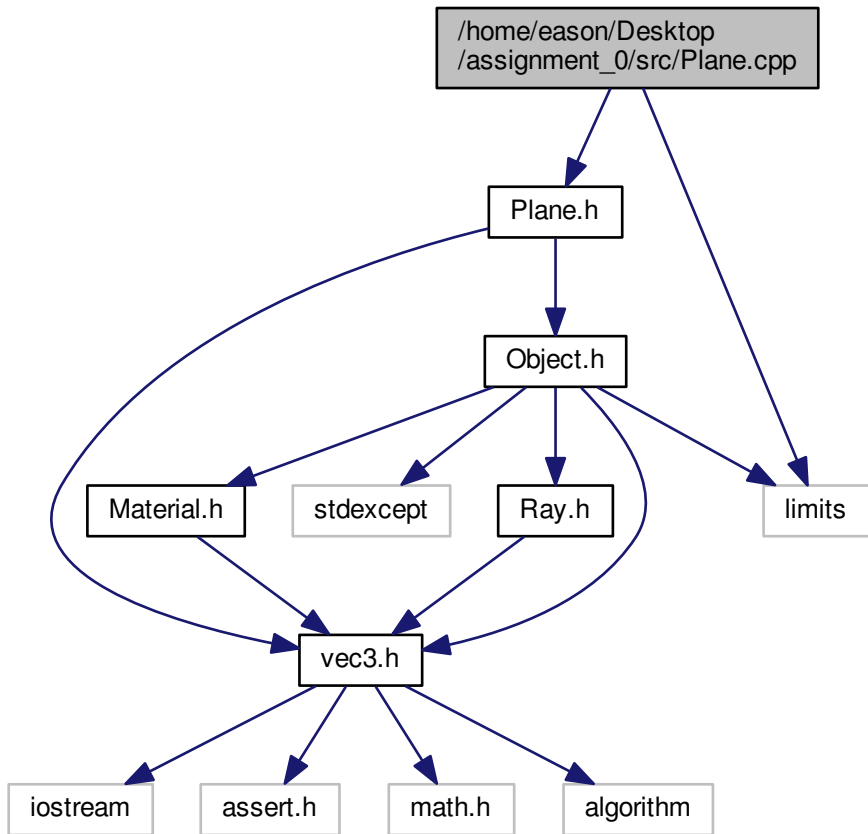 /home/eason/Desktop
/assignment_0/src/Plane.cpp
Plane.h
Object.h
Material.h
stdexcept
Ray.h
limits
vec3.h
iostream
assert.h
math.h
algorithm